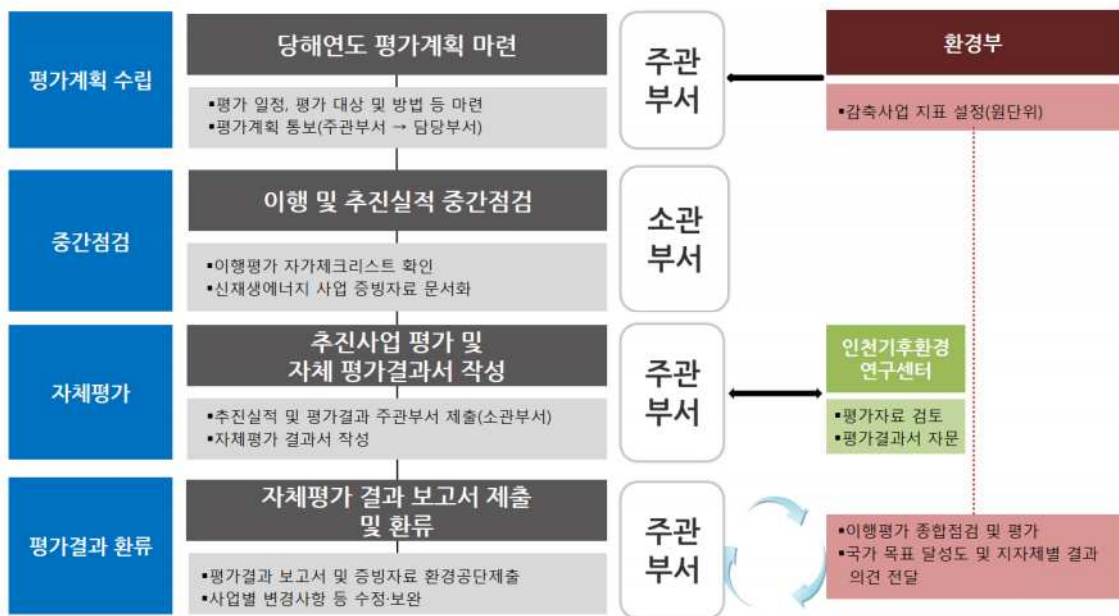 평가계획 수립
당해연도 평가계획 마련
▪평가 일정, 평가 대상 및 방법 등 마련
▪평가계획 통보(주관부서 → 담당부서)
주관
부서
환경부
▪감축사업 지표 설정(원단위)
중간점검
이행 및 추진실적 중간점검
▪이행평가 자가체크리스트 확인
▪신재생에너지 사업 증빙자료 문서화
소관
부서
자체평가
추진사업 평가 및
자체 평가결과서 작성
▪추진실적 및 평가결과 주관부서 제출(소관부서)
▪자체평가 결과서 작성
주관
부서
인천기후환경
연구센터
▪평가자료 검토
▪평가결과서 자문
평가결과 환류
자체평가 결과 보고서 제출
및 환류
▪평가결과 보고서 및 증빙자료 환경공단제출
▪사업별 변경사항 등 수정·보완
주관
부서
▪이행평가 종합점검 및 평가
▪국가 목표 달성도 및 지자체별 결과
의견 전달